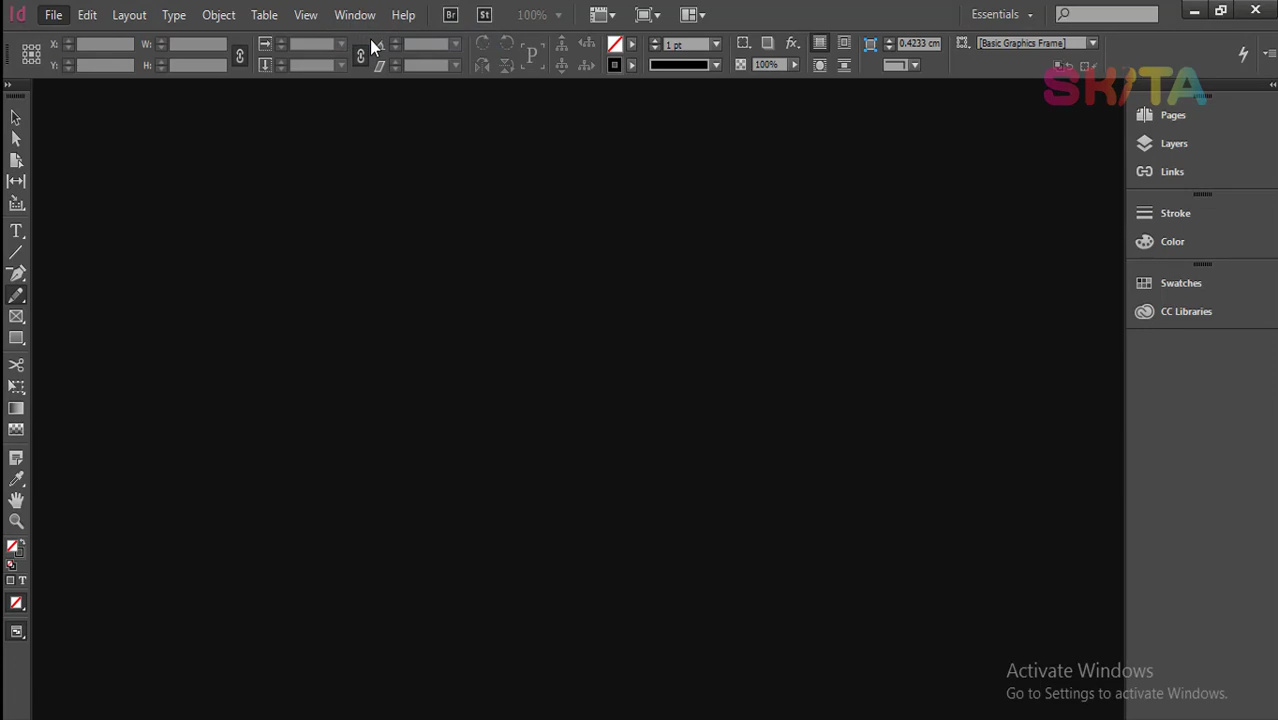 Id File Edit Layout Type Object Table View Window Help Br St 100% Essentials
X: W: 1 pt 0.4233 cm [Basic Graphics Frame]
Y: H: P 100% fx.
SKITA
Pages
Layers
Links
Stroke
Color
Swatches
CC Libraries
T
T
Activate Windows
Go to Settings to activate Windows.